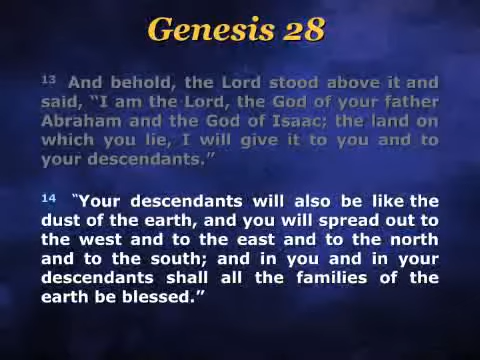 Genesis 28
13 And behold, the Lord stood above it and
said, “I am the Lord, the God of your father
Abraham and the God of Isaac; the land on
which you lie, I will give it to you and to
your descendants.”
14 “Your descendants will also be like the
dust of the earth, and you will spread out to
the west and to the east and to the north
and to the south; and in you and in your
descendants shall all the families of the
earth be blessed.”